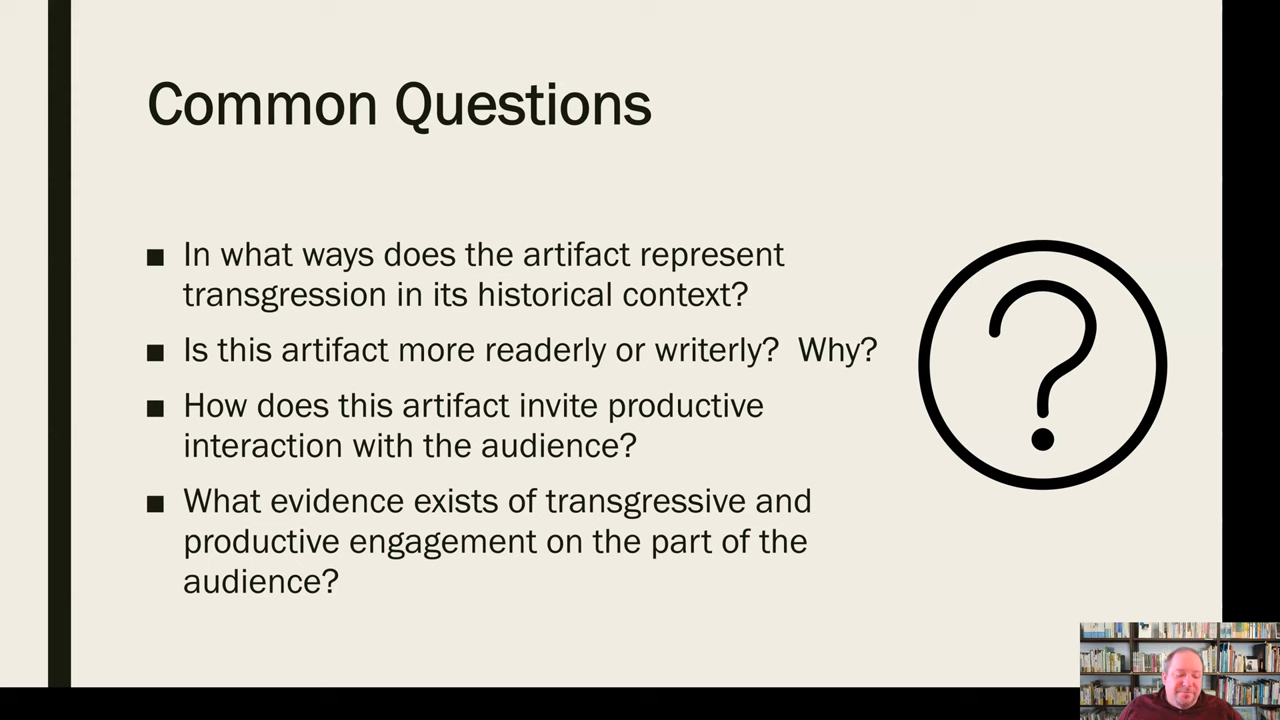 Common Questions
■ In what ways does the artifact represent
transgression in its historical context?
■ Is this artifact more readerly or writerly?  Why?
■ How does this artifact invite productive
interaction with the audience?
■ What evidence exists of transgressive and
productive engagement on the part of the
audience?
?